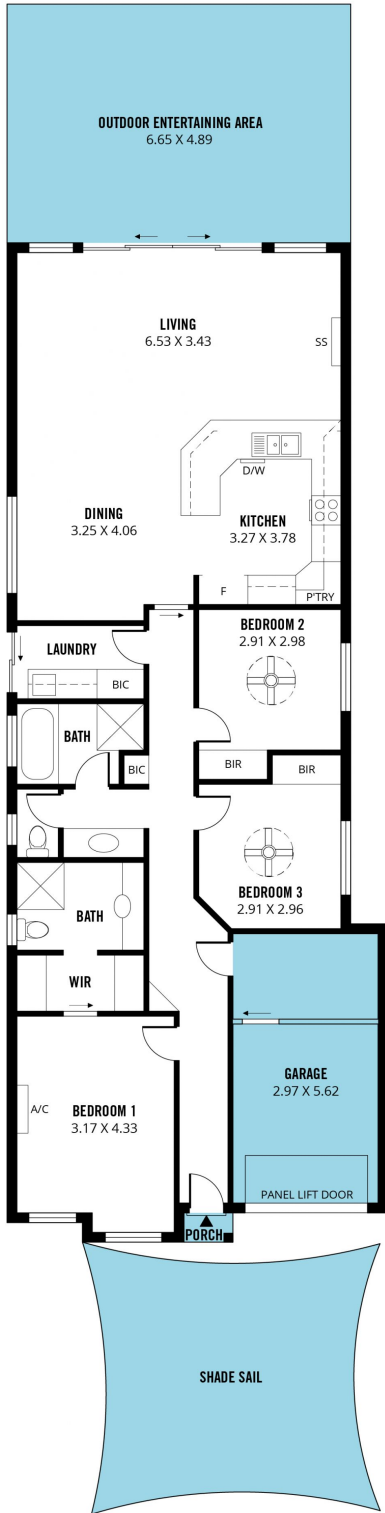 OUTDOOR ENTERTAINING AREA
6.65 X 4.89
LIVING
6.53 X 3.43
SS
D/W
DINING
3.25 X 4.06
KITCHEN
3.27 X 3.78
F
P'TRY
LAUNDRY
BIC
BEDROOM 2
2.91 X 2.98
BATH
BIC
BIR
BIR
BEDROOM 3
2.91 X 2.96
BATH
WIR
A/C
BEDROOM 1
3.17 X 4.33
GARAGE
2.97 X 5.62
PANEL LIFT DOOR
PORCH
SHADE SAIL